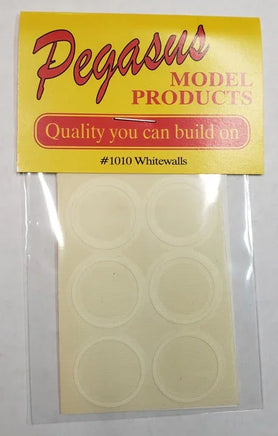 Pegasus
MODEL
PRODUCTS
Quality you can build on
#1010 Whitewalls